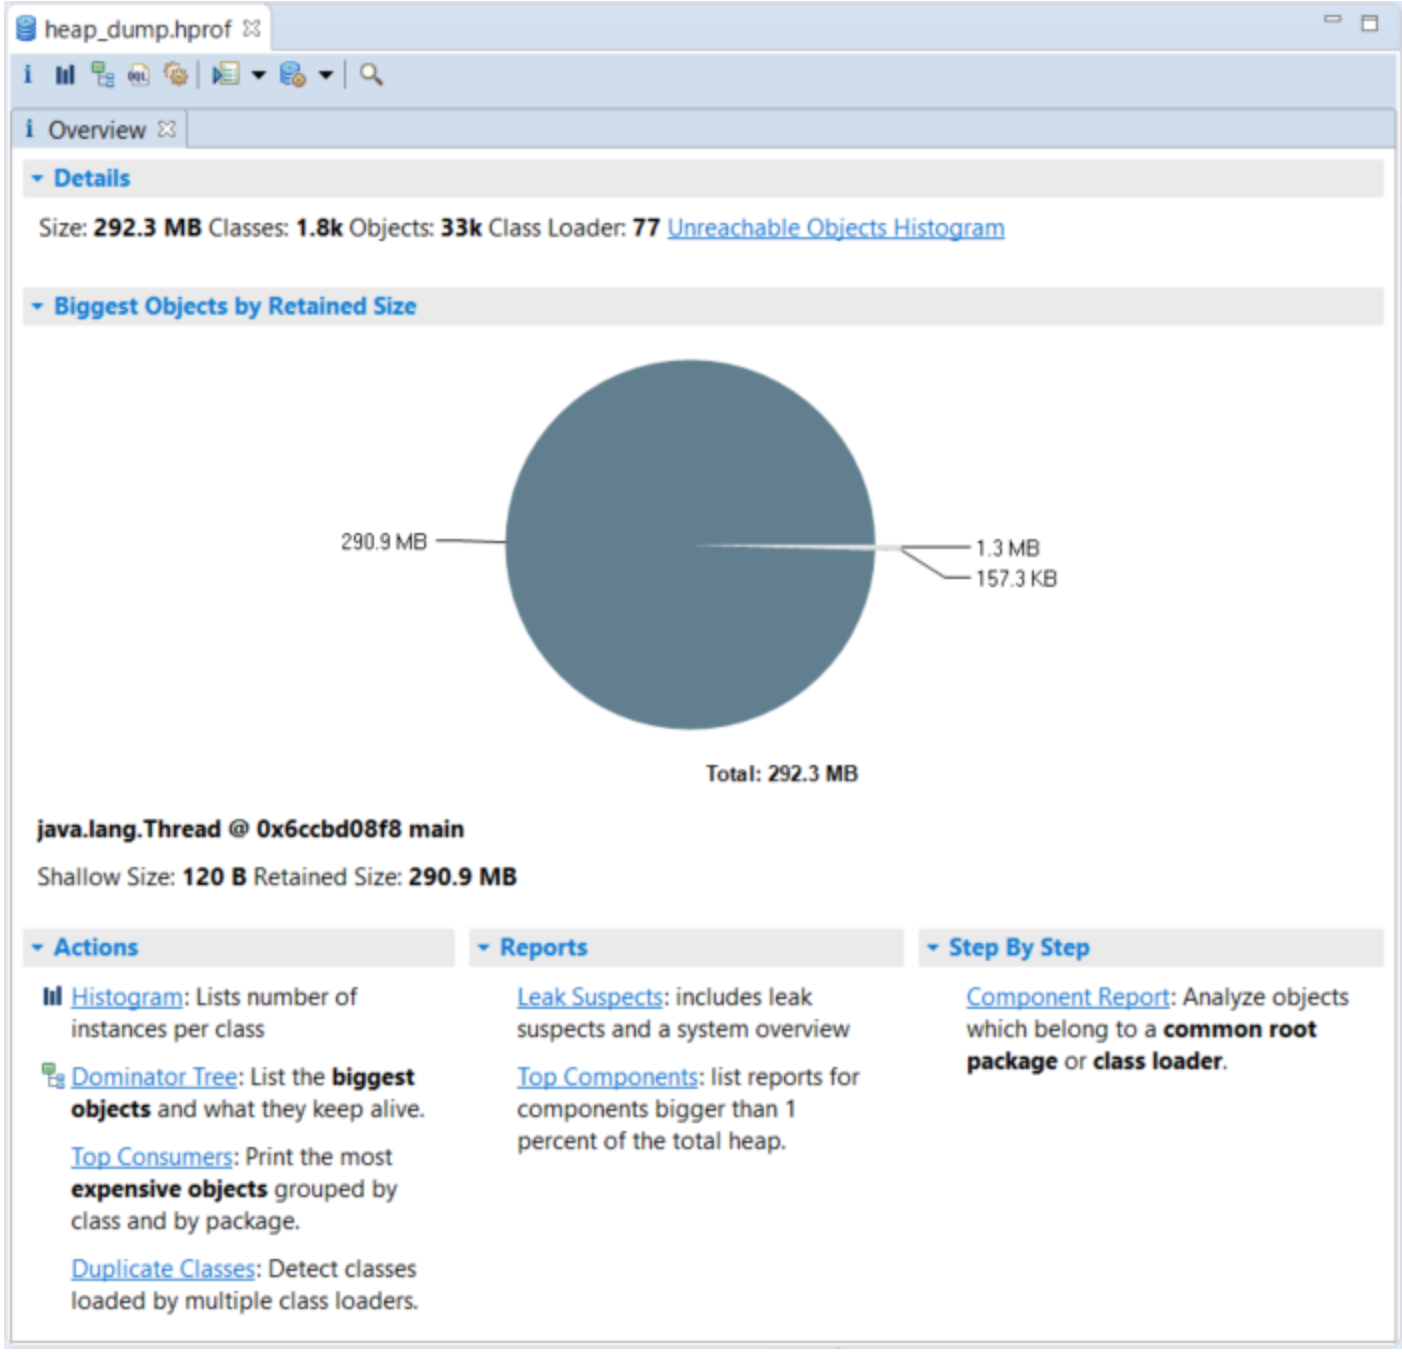 heap_dump.hprof
i OQL
i Overview
Details
Size: 292.3 MB Classes: 1.8k Objects: 33k Class Loader: 77 Unreachable Objects Histogram
Biggest Objects by Retained Size
290.9 MB
1.3 MB
157.3 KB
Total: 292.3 MB
java.lang.Thread @ 0x6ccbd08f8 main
Shallow Size: 120 B Retained Size: 290.9 MB
Actions
Histogram: Lists number of
instances per class
Dominator Tree: List the biggest
objects and what they keep alive.
Top Consumers: Print the most
expensive objects grouped by
class and by package.
Duplicate Classes: Detect classes
loaded by multiple class loaders.
Reports
Leak Suspects: includes leak
suspects and a system overview
Top Components: list reports for
components bigger than 1
percent of the total heap.
Step By Step
Component Report: Analyze objects
which belong to a common root
package or class loader.